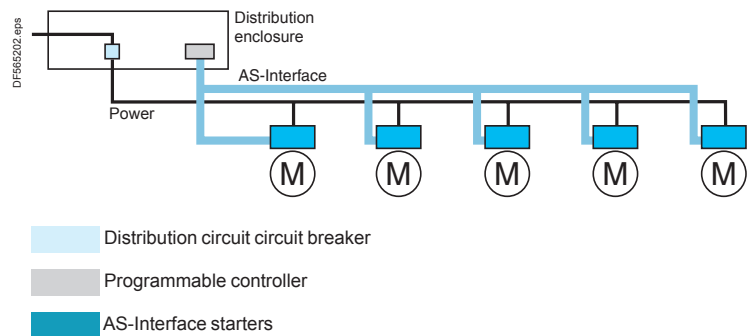 DF565202.eps
Distribution
enclosure
AS-Interface
Power
M M M M M
Distribution circuit circuit breaker
Programmable controller
AS-Interface starters